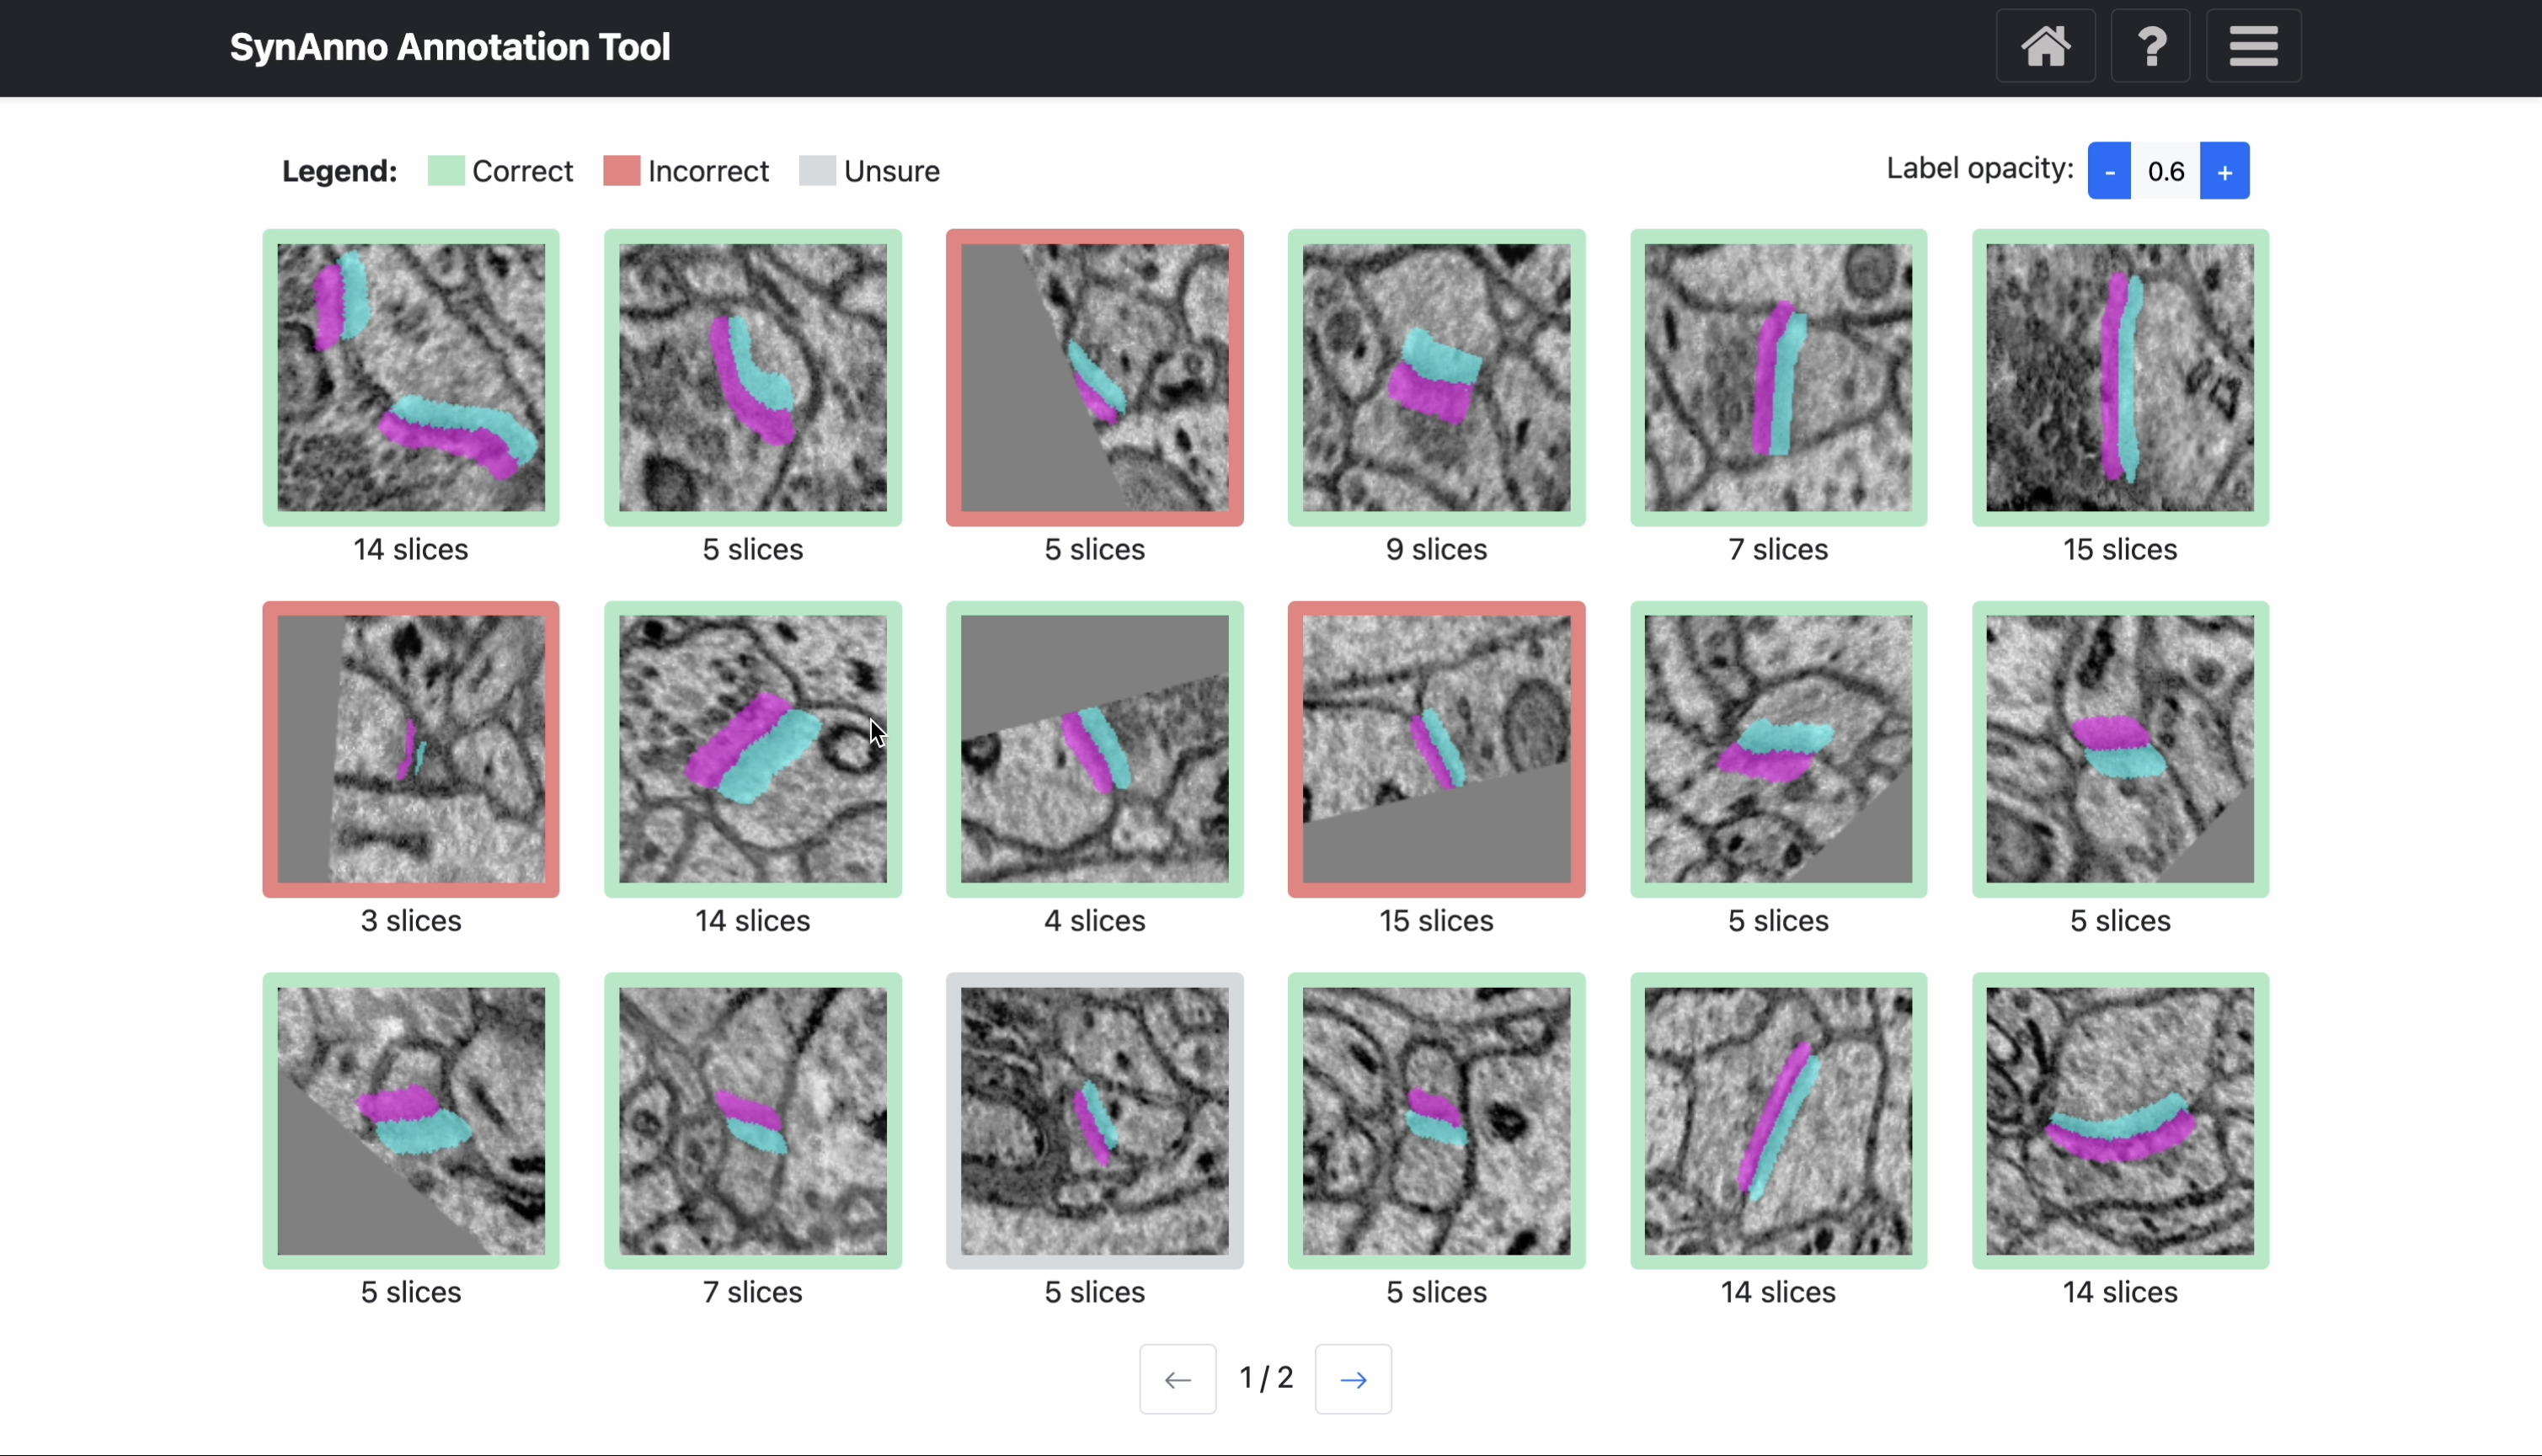 SynAnno Annotation Tool
?
Legend: Correct Incorrect Unsure
Label opacity: - 0.6 +
14 slices 5 slices 5 slices 9 slices 7 slices 15 slices
3 slices 14 slices 4 slices 15 slices 5 slices 5 slices
5 slices 7 slices 5 slices 5 slices 14 slices 14 slices
← 1 / 2 →